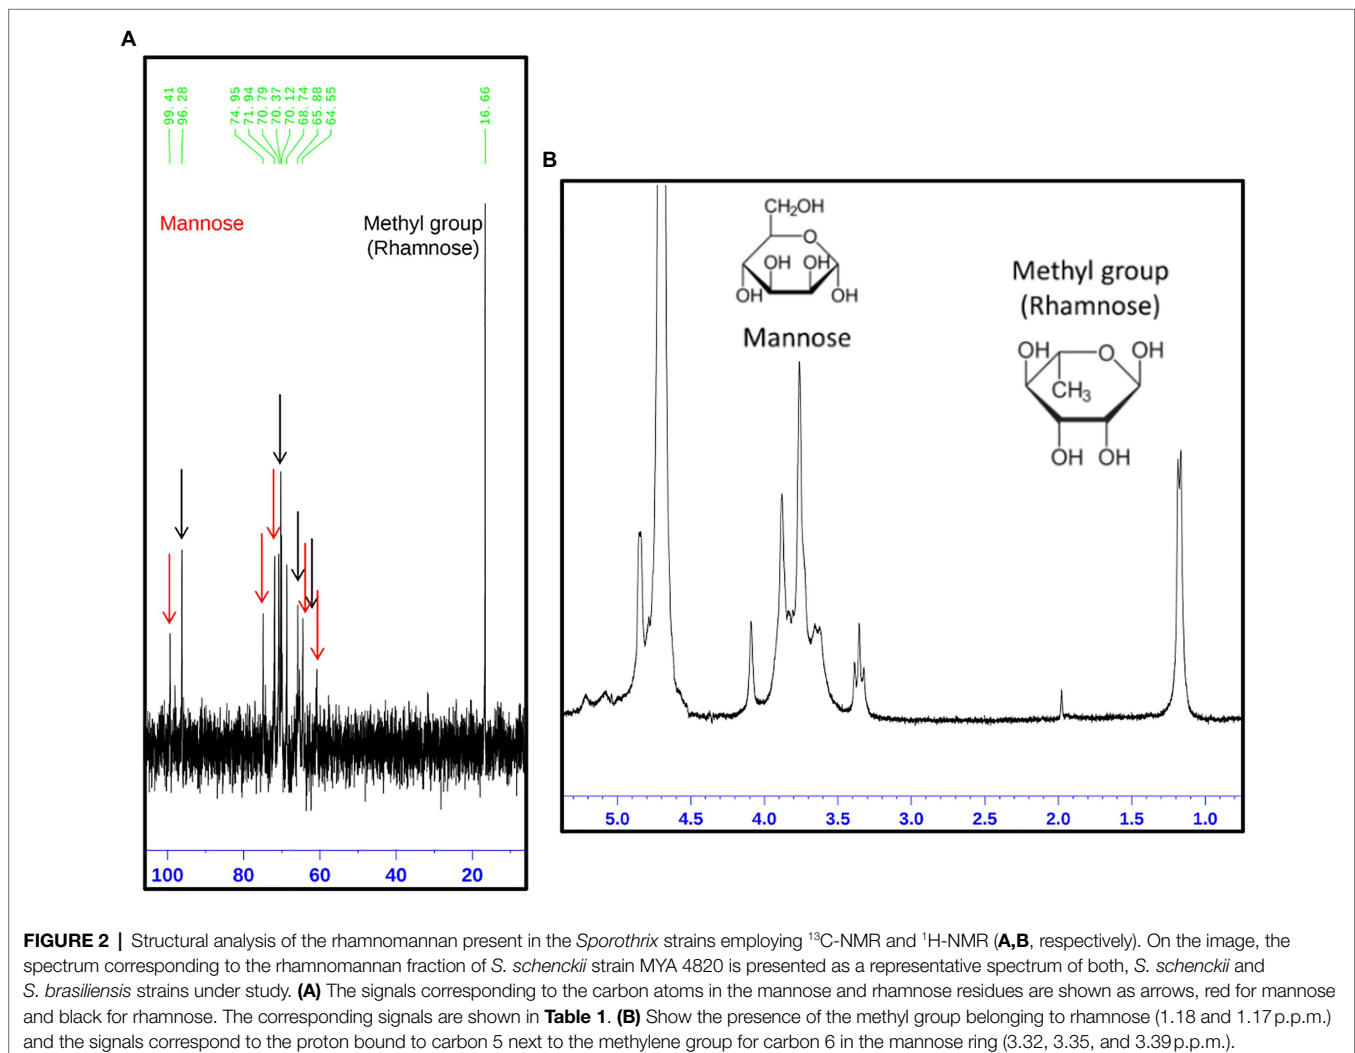 A
99.41
96.28
74.95
71.94
70.79
70.37
70.12
68.74
65.88
64.55
16.66
Mannose
Methyl group
(Rhamnose)
100 80 60 40 20
B
CH₂OH
O
OH OH
OH OH
Mannose
Methyl group
(Rhamnose)
OH O OH
CH₃
OH OH
5.0 4.5 4.0 3.5 3.0 2.5 2.0 1.5 1.0
FIGURE 2 | Structural analysis of the rhamnomannan present in the Sporothrix strains employing ¹³C-NMR and ¹H-NMR (A,B, respectively). On the image, the
spectrum corresponding to the rhamnomannan fraction of S. schenckii strain MYA 4820 is presented as a representative spectrum of both, S. schenckii and
S. brasiliensis strains under study. (A) The signals corresponding to the carbon atoms in the mannose and rhamnose residues are shown as arrows, red for mannose
and black for rhamnose. The corresponding signals are shown in Table 1. (B) Show the presence of the methyl group belonging to rhamnose (1.18 and 1.17 p.p.m.)
and the signals correspond to the proton bound to carbon 5 next to the methylene group for carbon 6 in the mannose ring (3.32, 3.35, and 3.39 p.p.m.).